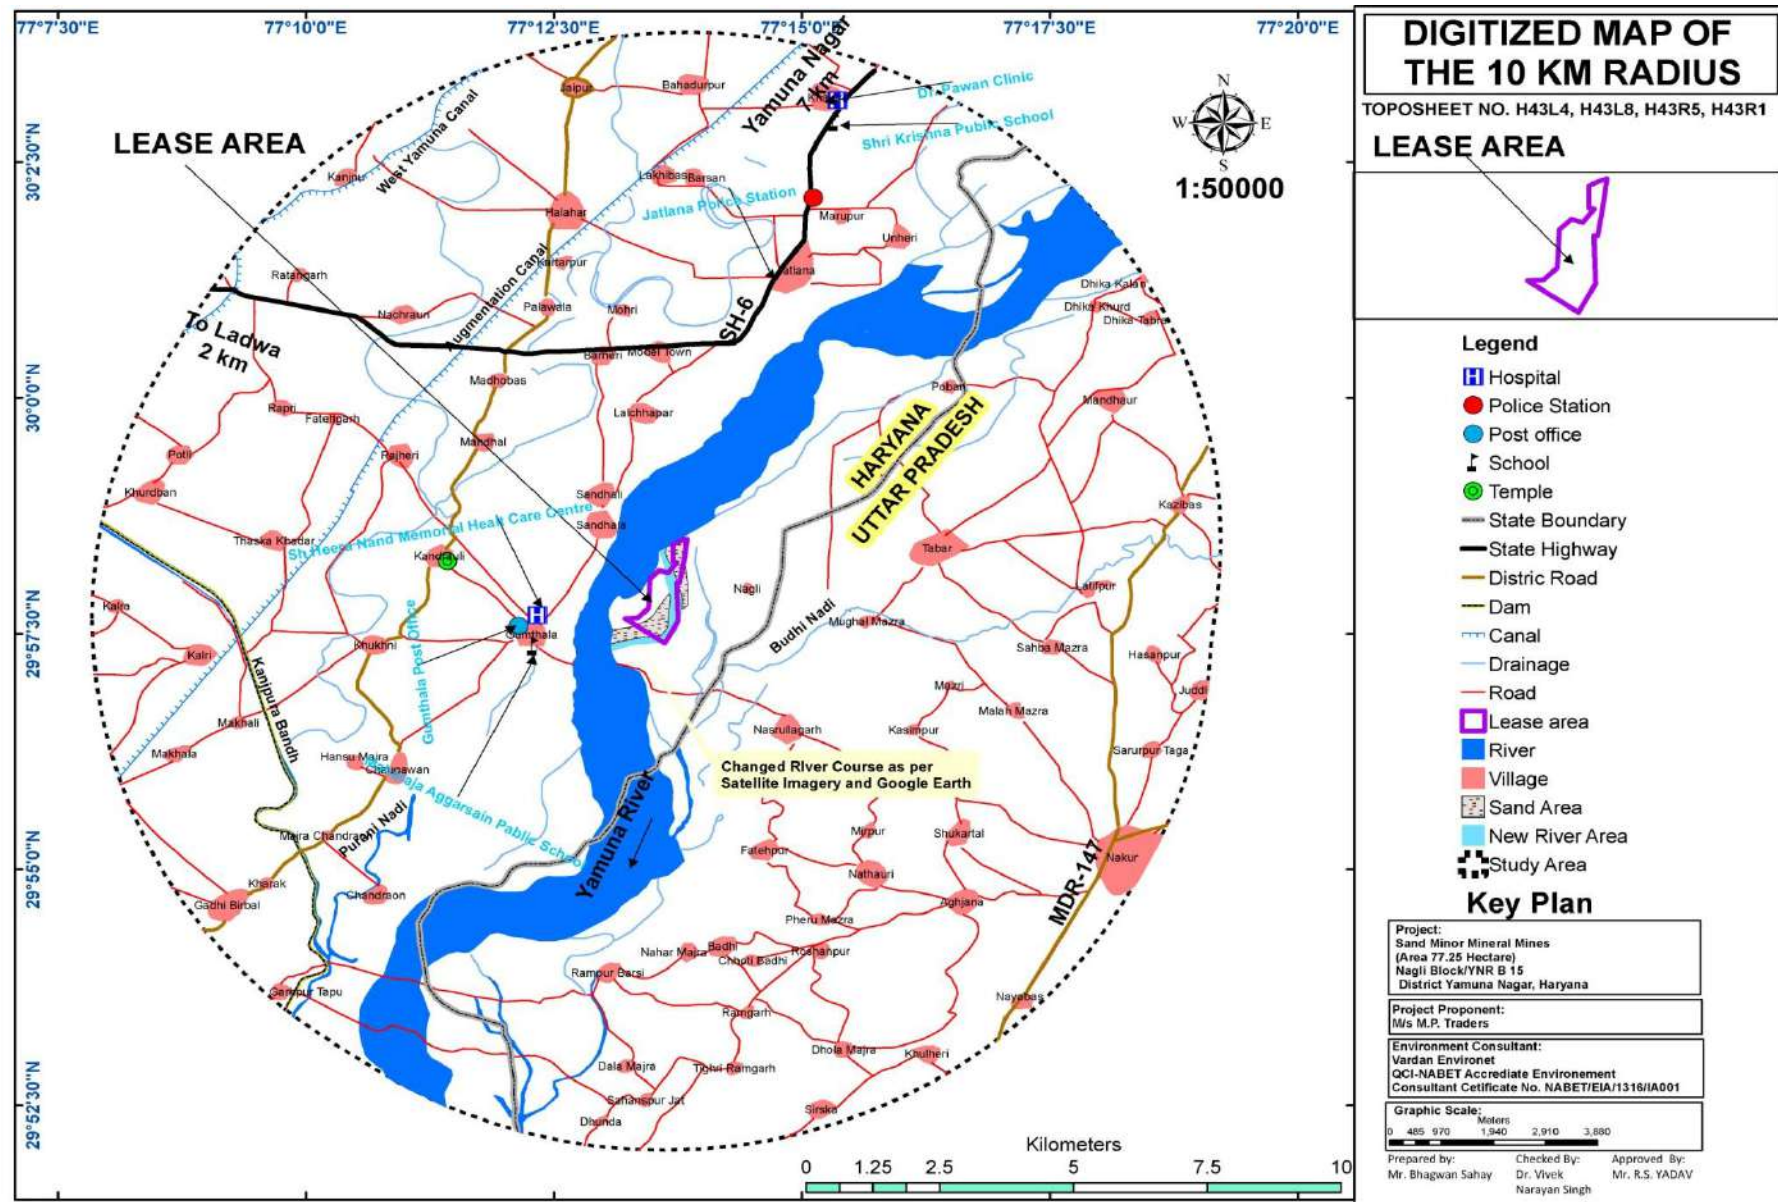 77°7'30"E
77°10'0"E
77°12'30"E
77°15'0"E
77°17'30"E
77°20'0"E
30°2'30"N
30°0'0"N
29°57'30"N
29°55'0"N
29°52'30"N
LEASE AREA
Yamuna Nagar
7 km
Dr. Pawan Clinic
Shri Krishna Public School
Jatlana Police Station
West Yamuna Canal
Augmentation Canal
To Ladwa
2 km
SH-6
Jaipur
Bahadurpur
Kanjnu
Lakhibas
Barsan
Halahar
Marupur
Unheri
Jatlana
Kartarpur
Ratangarh
Palawala
Mohri
Nachraun
Barheri
Model Town
Madhobas
Lalchhapar
Rapri
Fatehgarh
Mandhal
Rajheri
Potli
Khurdban
Sandhali
Sandhala
Thaska Khadar
Sh Heera Nand Memorial Healt Care Centre
Kandrauli
Gumthala
Gumthala Post Office
Kalra
Kalri
Khukhni
Kanjpura Bandh
Makhali
Makhala
Hansu Majra
Chaunawan
Maharaja Aggarsain Pablic School
Majra Chandraon
Purani Nadi
Kharak
Gadhi Birbal
Chandraon
Gampur Tapu
Dhika Kalan
Dhika Khurd
Dhika Tabra
Poban
Mandhaur
HARYANA
UTTAR PRADESH
Kazibas
Tabar
Nagli
Latifpur
Mughal Mazra
Budhi Nadi
Sahba Mazra
Hasanpur
Mazri
Juddi
Malah Mazra
Nasrullagarh
Kasimpur
Sarurpur Taga
Changed RIver Course as per
Satellite Imagery and Google Earth
Yamuna River
Mirpur
Shukartal
Fatehpur
Nathauri
Nakur
MDR-147
Aghjana
Pheru Mazra
Nahar Majra
Badhi
Chhoti Badhi
Roshanpur
Rampur Barsi
Nayabas
Ramgarh
Dhola Majra
Khulheri
Dala Majra
Tighri Ramgarh
Sahanspur Jat
Dhunda
Sirska
N
W
E
S
1:50000
Kilometers
0 1.25 2.5 5 7.5 10
DIGITIZED MAP OF
THE 10 KM RADIUS
TOPOSHEET NO. H43L4, H43L8, H43R5, H43R1
LEASE AREA
Legend
H Hospital
Police Station
Post office
School
Temple
State Boundary
State Highway
Distric Road
Dam
Canal
Drainage
Road
Lease area
River
Village
Sand Area
New River Area
Study Area
Key Plan
Project:
Sand Minor Mineral Mines
(Area 77.25 Hectare)
Nagli Block/YNR B 15
District Yamuna Nagar, Haryana
Project Proponent:
M/s M.P. Traders
Environment Consultant:
Vardan Environet
QCI-NABET Accrediate Environement
Consultant Cetificate No. NABET/EIA/1316/IA001
Graphic Scale:
Meters
0 485 970 1,940 2,910 3,880
Prepared by:
Mr. Bhagwan Sahay
Checked By:
Dr. Vivek
Narayan Singh
Approved By:
Mr. R.S. YADAV